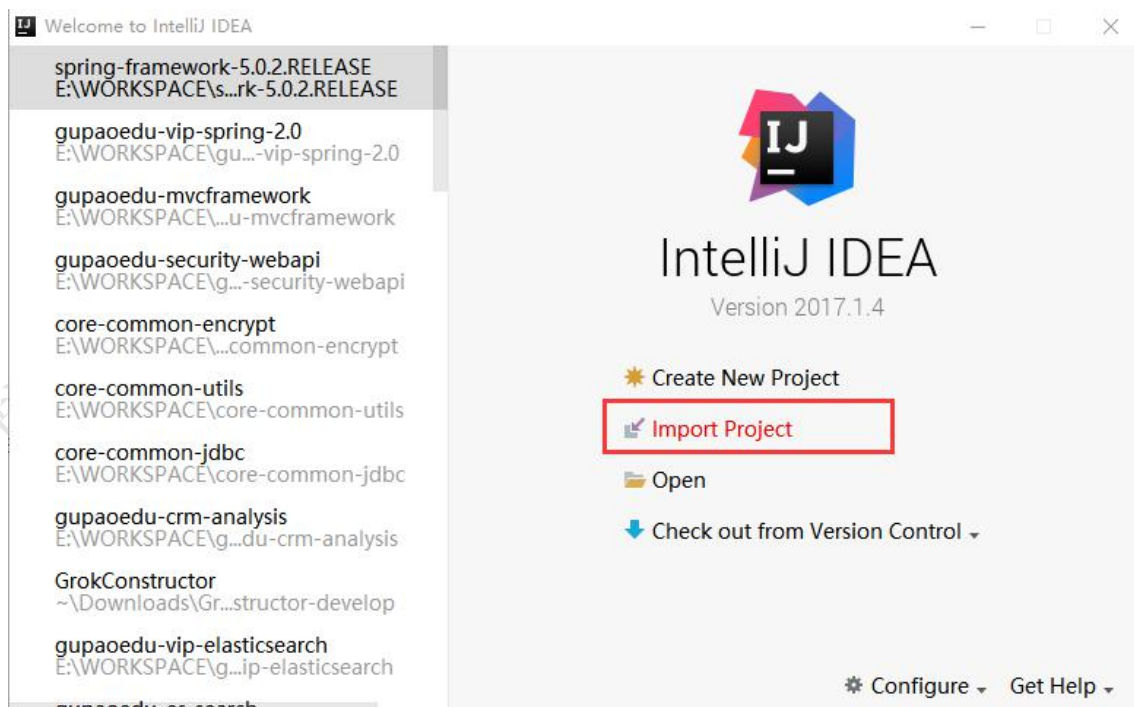 Welcome to IntelliJ IDEA
spring-framework-5.0.2.RELEASE
E:\WORKSPACE\s...rk-5.0.2.RELEASE
gupaoedu-vip-spring-2.0
E:\WORKSPACE\gu...-vip-spring-2.0
gupaoedu-mvcframework
E:\WORKSPACE\...u-mvcframework
gupaoedu-security-webapi
E:\WORKSPACE\g...-security-webapi
core-common-encrypt
E:\WORKSPACE\...common-encrypt
core-common-utils
E:\WORKSPACE\core-common-utils
core-common-jdbc
E:\WORKSPACE\core-common-jdbc
gupaoedu-crm-analysis
E:\WORKSPACE\g...du-crm-analysis
GrokConstructor
~\Downloads\Gr...structor-develop
gupaoedu-vip-elasticsearch
E:\WORKSPACE\g...ip-elasticsearch
IJ
IntelliJ IDEA
Version 2017.1.4
Create New Project
Import Project
Open
Check out from Version Control
Configure
Get Help